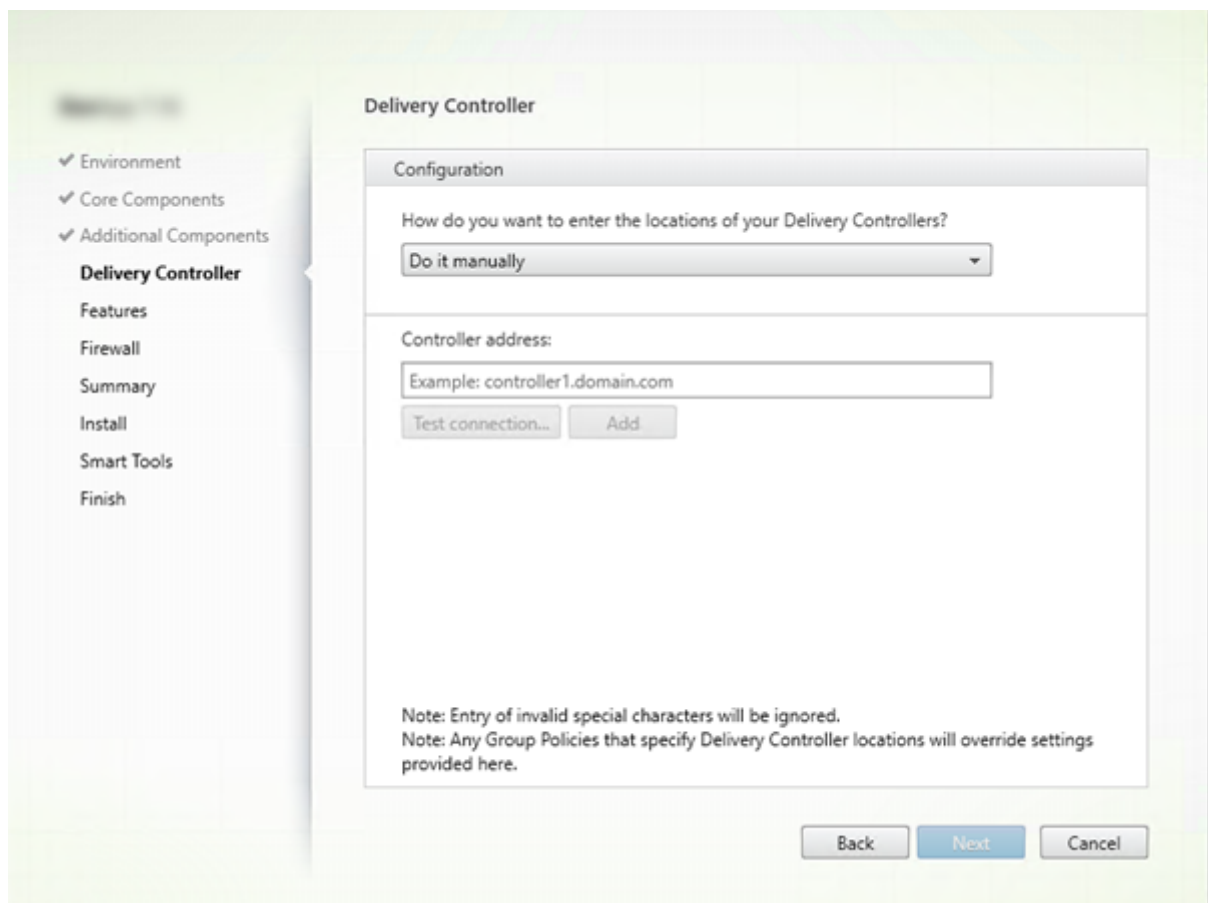 Delivery Controller
Environment
Core Components
Additional Components
Delivery Controller
Features
Firewall
Summary
Install
Smart Tools
Finish
Configuration
How do you want to enter the locations of your Delivery Controllers?
Do it manually
Controller address:
Example: controller1.domain.com
Test connection...
Add
Note: Entry of invalid special characters will be ignored.
Note: Any Group Policies that specify Delivery Controller locations will override settings
provided here.
Back
Next
Cancel